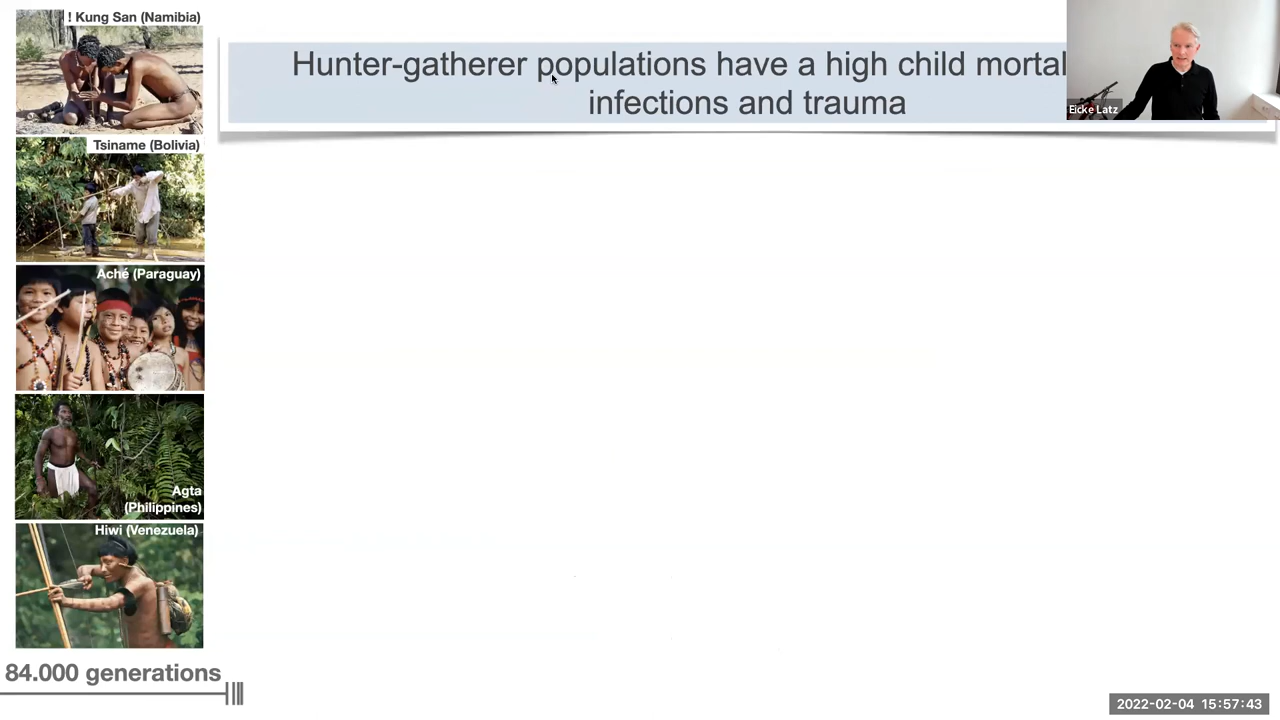 ! Kung San (Namibia)
Hunter-gatherer populations have a high child mortal
infections and trauma
Eicke Latz
Tsiname (Bolivia)
Aché (Paraguay)
Agta
(Philippines)
Hiwi (Venezuela)
84.000 generations
2022-02-04 15:57:43